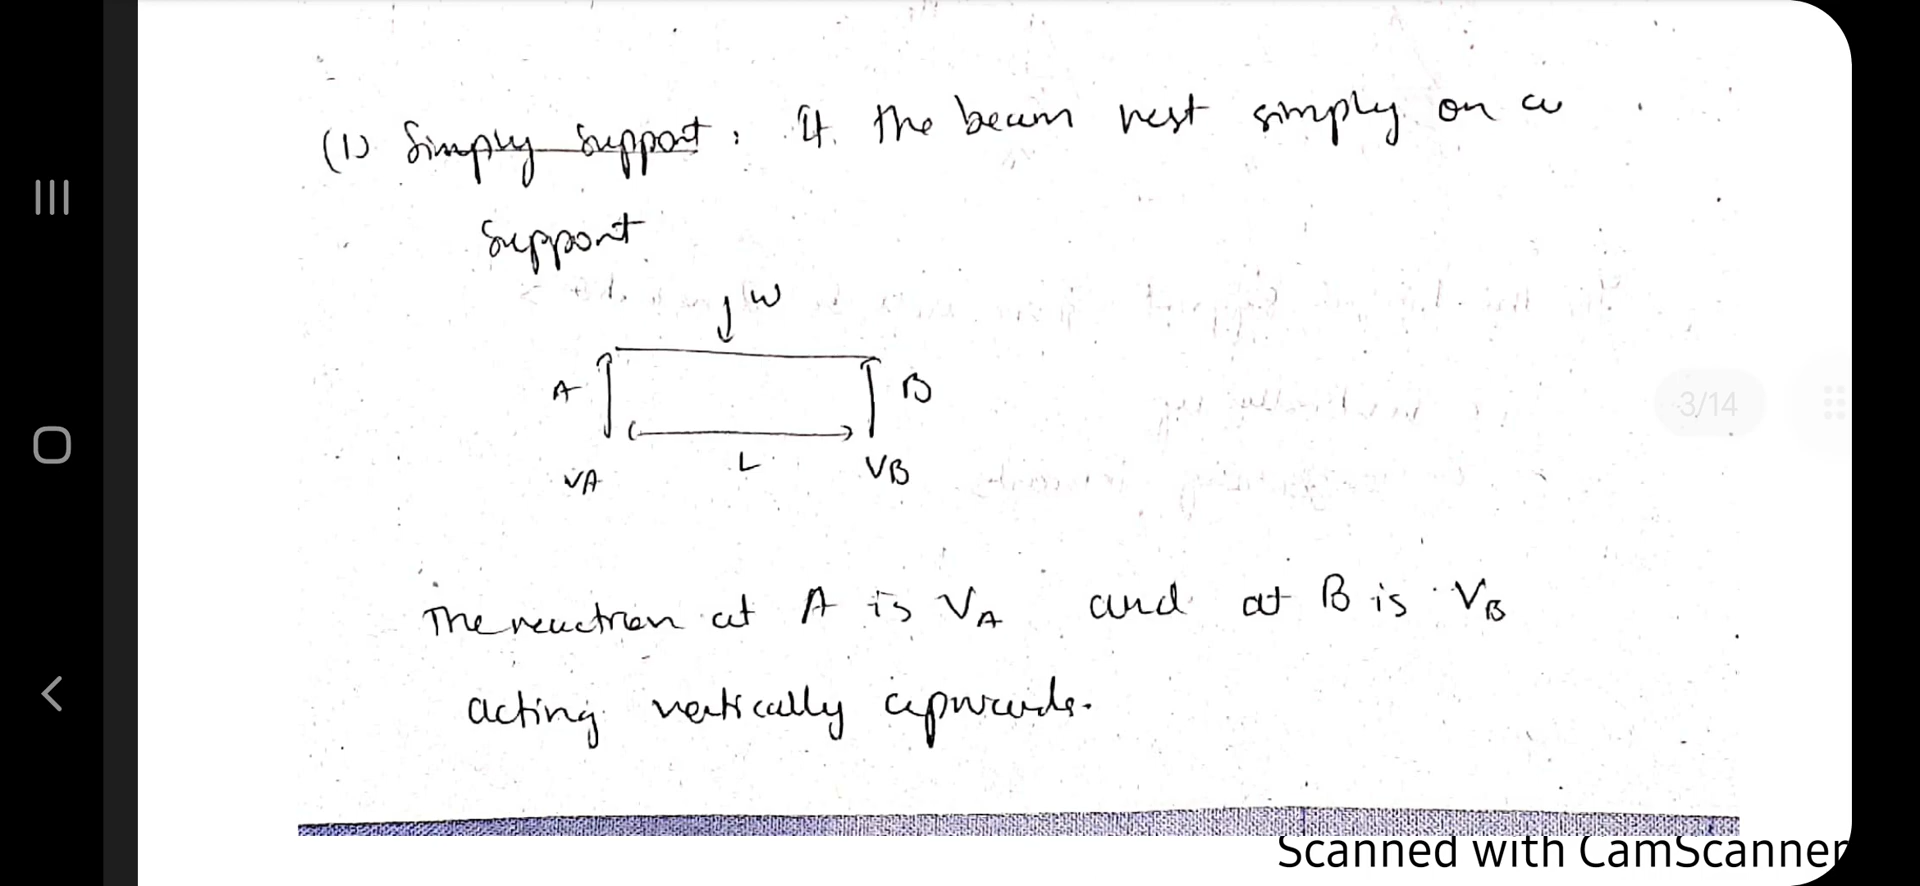 (1) Simply Support : If the beam rest simply on a
Support
W
A B
L
VA VB
The reaction at A is VA and at B is VB
acting vertically upwards.
3/14
Scanned with CamScanner